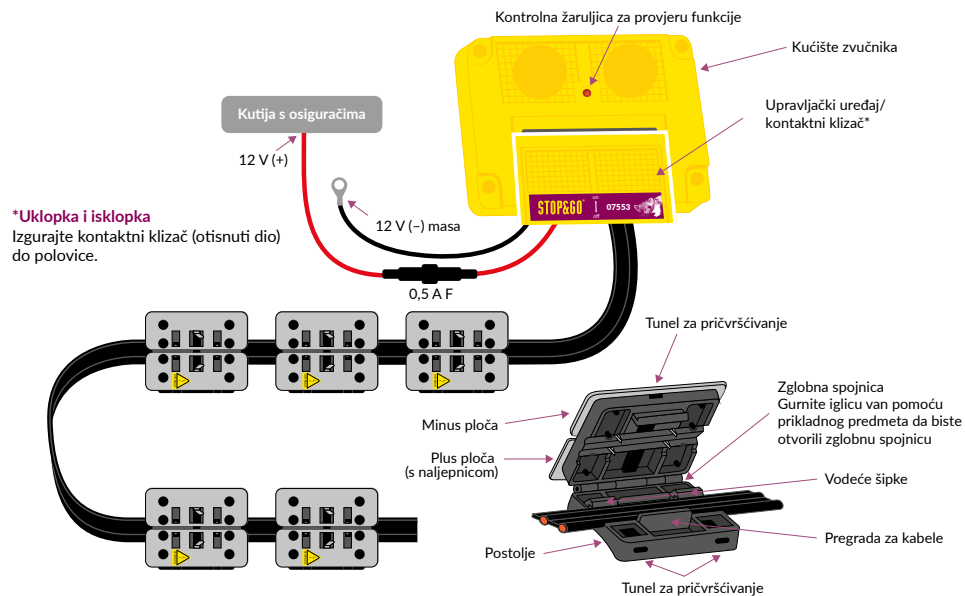 Kontrolna žaruljica za provjeru funkcije
Kućište zvučnika
Upravljački uređaj/
kontaktni klizač*
Kutija s osiguračima
12 V (+)
12 V (–) masa
STOP&GO
on
off
07553
*Uklopka i isklopka
Izgurajte kontaktni klizač (otisnuti dio)
do polovice.
0,5 A F
Tunel za pričvršćivanje
Minus ploča
Plus ploča
(s naljepnicom)
Zglobna spojnica
Gurnite iglicu van pomoću
prikladnog predmeta da biste
otvorili zglobnu spojnicu
Vodeće šipke
Pregrada za kabele
Postolje
Tunel za pričvršćivanje